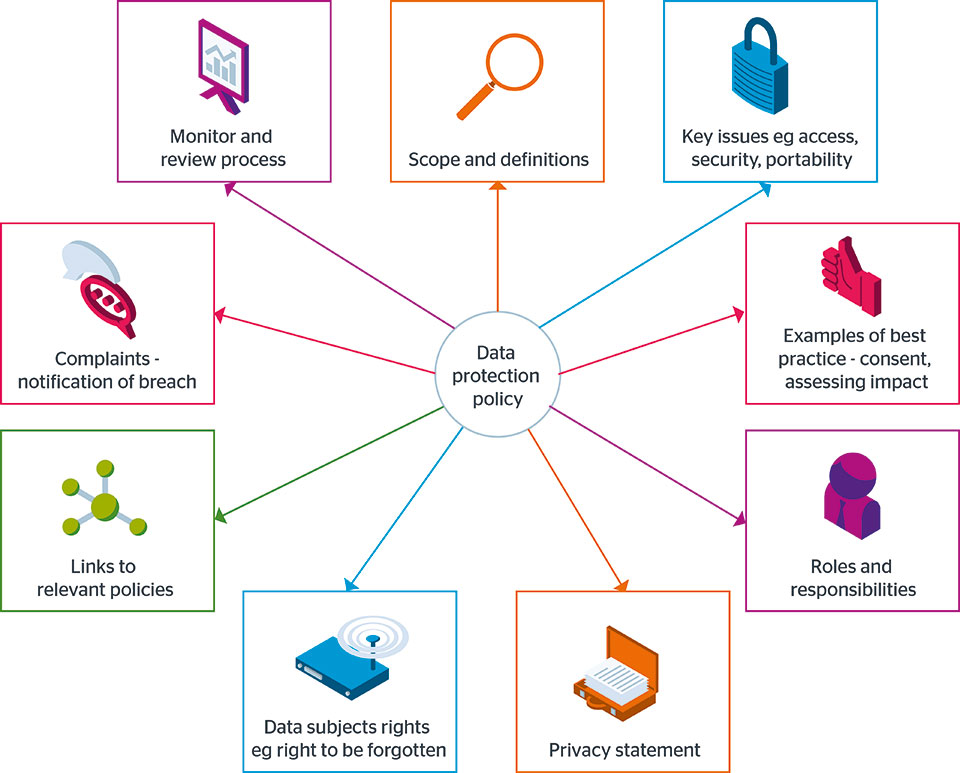 Monitor and
review process
Scope and definitions
Key issues eg access,
security, portability
Complaints -
notification of breach
Data
protection
policy
Examples of best
practice - consent,
assessing impact
Links to
relevant policies
Roles and
responsibilities
Data subjects rights
eg right to be forgotten
Privacy statement